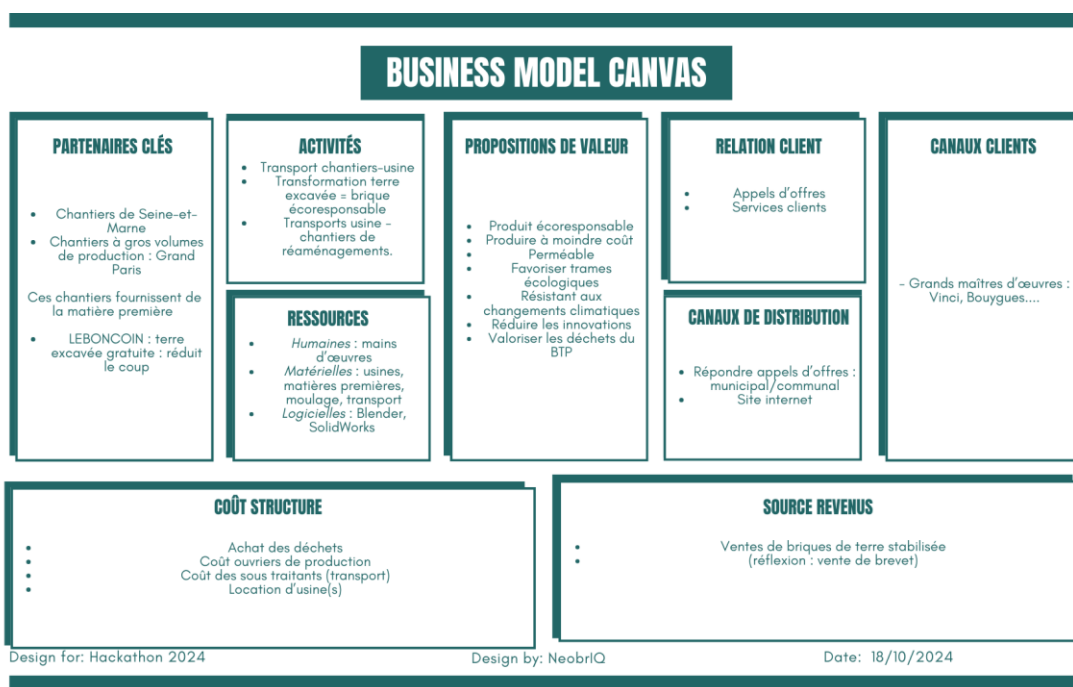 BUSINESS MODEL CANVAS
PARTENAIRES CLÉS
• Chantiers de Seine-et-
Marne
• Chantiers à gros volumes
de production : Grand
Paris
Ces chantiers fournissent de
la matière première
• LEBONCOIN : terre
excavée gratuite : réduit
le coup
ACTIVITÉS
• Transport chantiers-usine
• Transformation terre
excavée = brique
écoresponsable
• Transports usine -
chantiers de
réaménagements.
RESSOURCES
• Humaines : mains
d'œuvres
• Matérielles : usines,
matières premières,
moulage, transport
• Logicielles : Blender,
SolidWorks
PROPOSITIONS DE VALEUR
• Produit écoresponsable
• Produire à moindre coût
• Perméable
• Favoriser trames
écologiques
• Résistant aux
changements climatiques
• Réduire les innovations
• Valoriser les déchets du
BTP
RELATION CLIENT
• Appels d'offres
• Services clients
CANAUX DE DISTRIBUTION
• Répondre appels d'offres :
municipal/communal
• Site internet
CANAUX CLIENTS
- Grands maîtres d'œuvres :
Vinci, Bouygues....
COÛT STRUCTURE
• Achat des déchets
• Coût ouvriers de production
• Coût des sous traitants (transport)
• Location d'usine(s)
SOURCE REVENUS
• Ventes de briques de terre stabilisée
• (réflexion : vente de brevet)
Design for: Hackathon 2024
Design by: NeobrIQ
Date: 18/10/2024